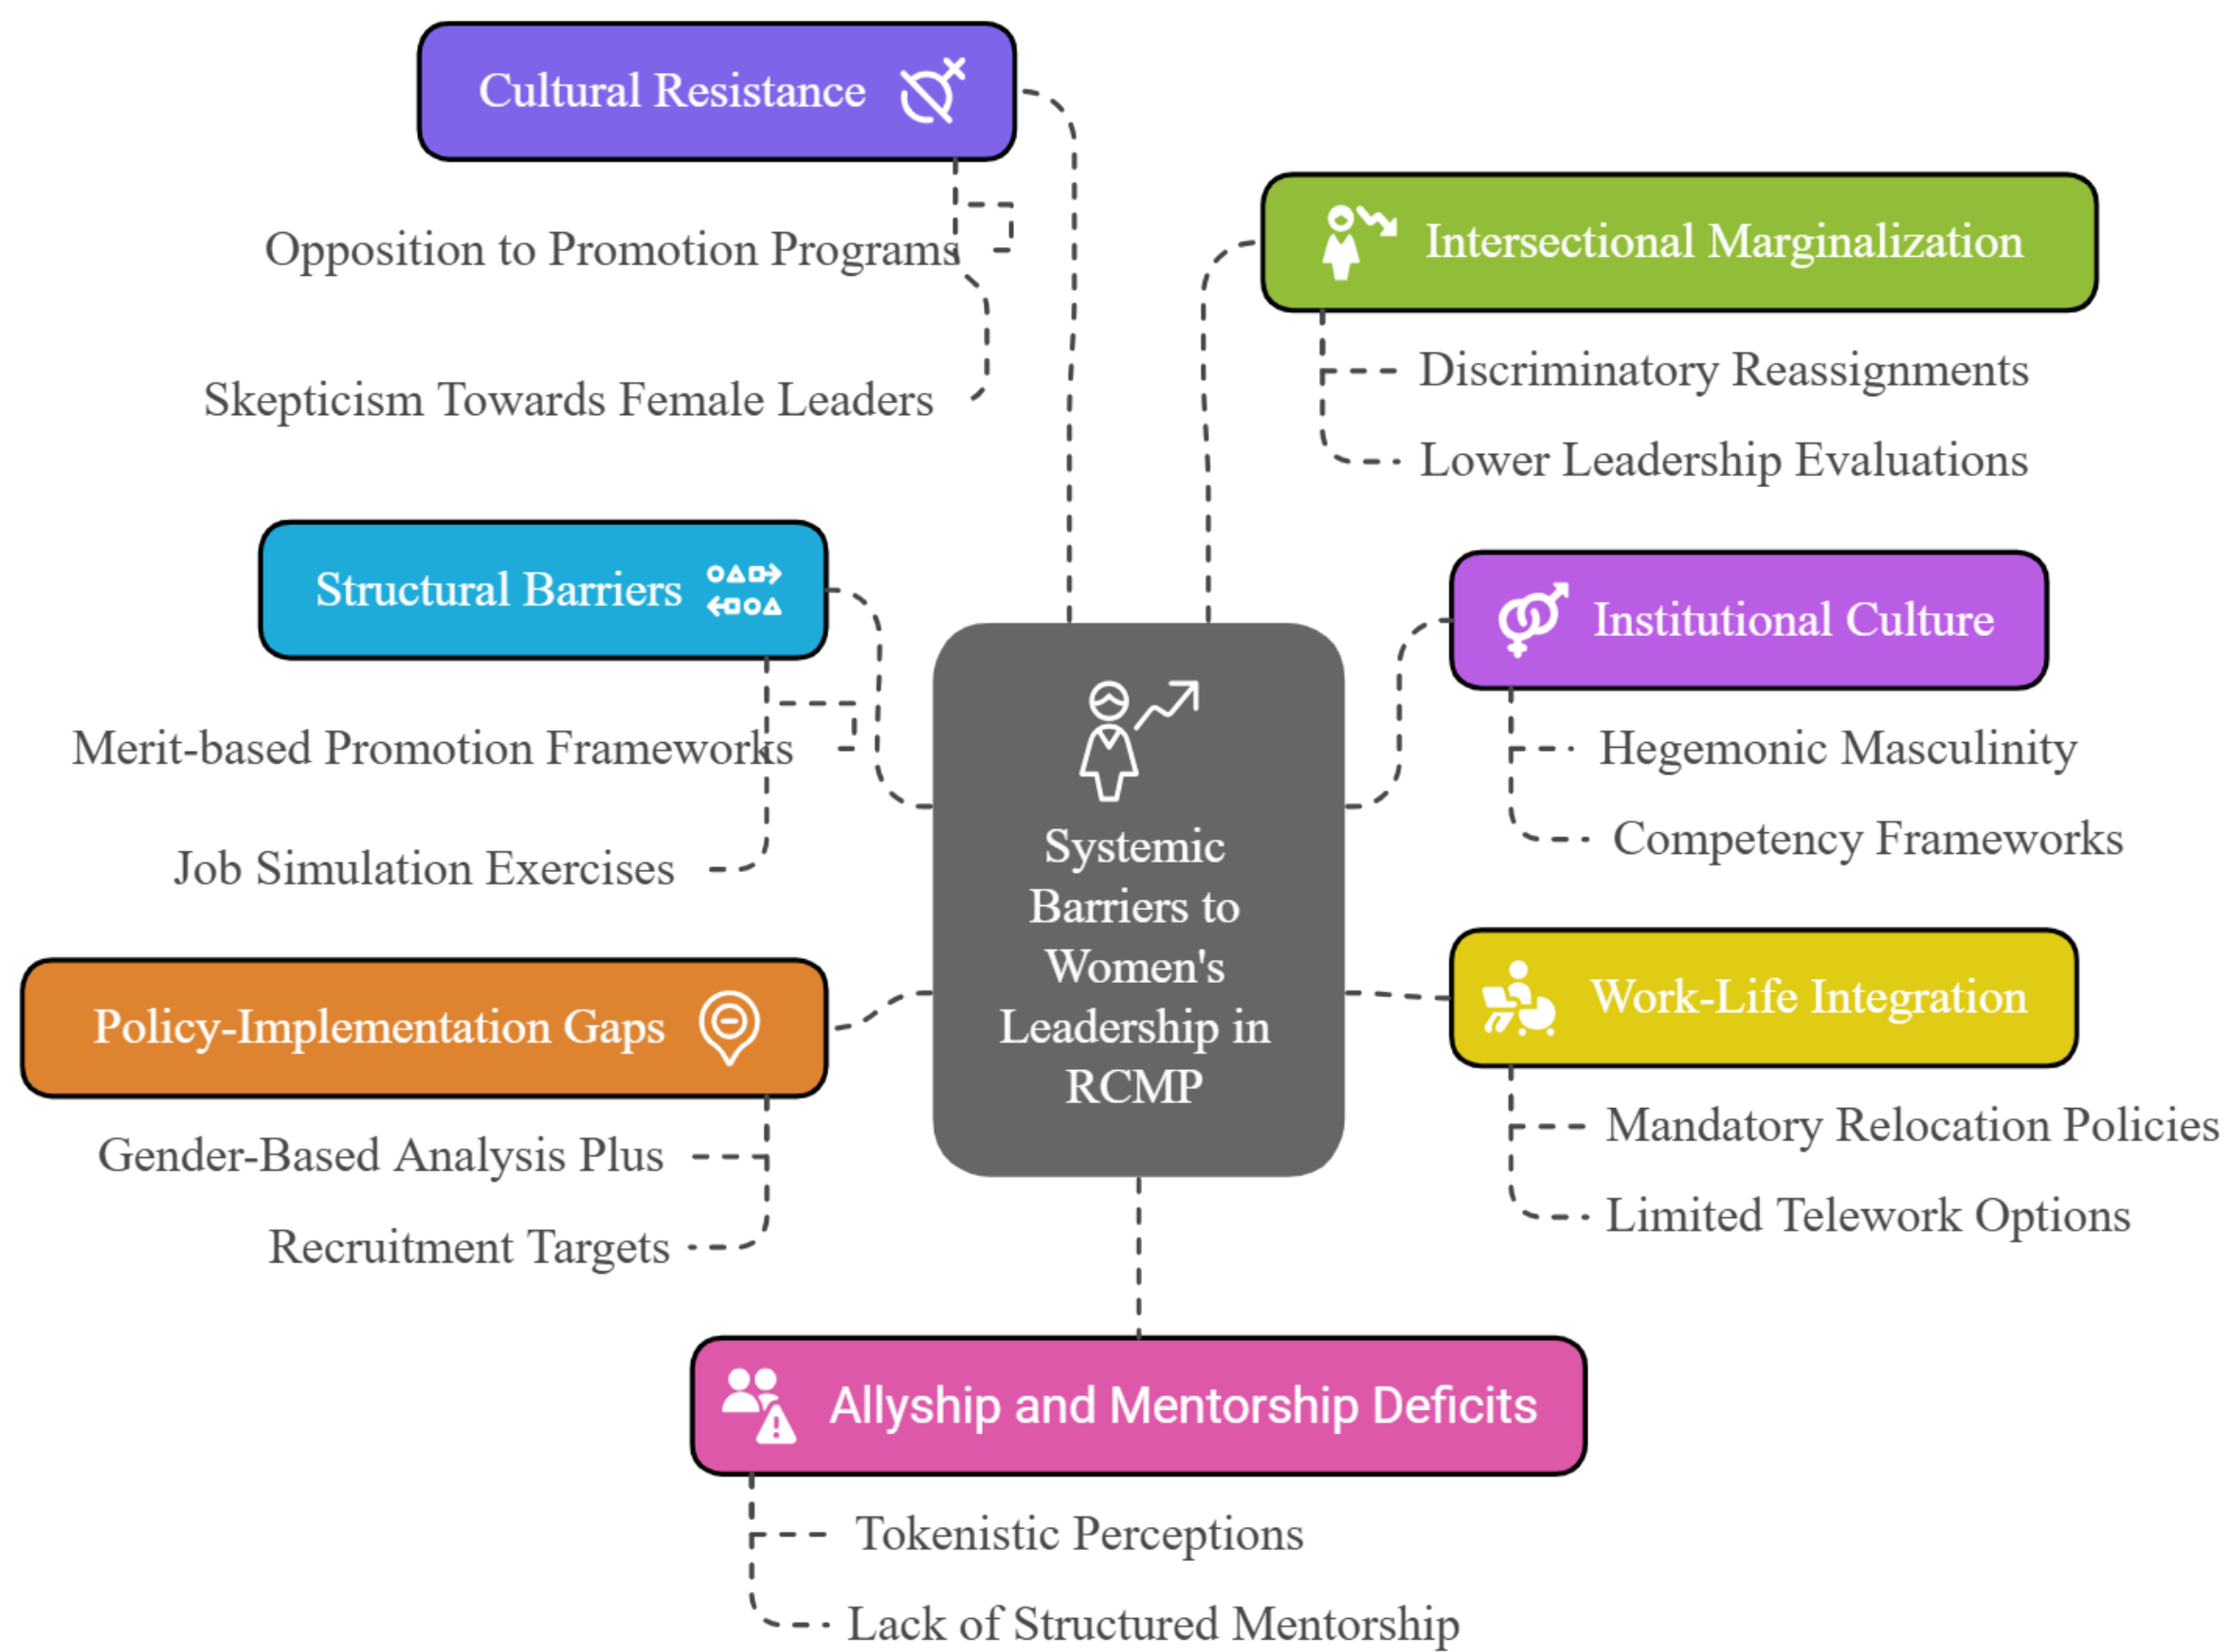 Cultural Resistance
Opposition to Promotion Programs
Skepticism Towards Female Leaders
Intersectional Marginalization
Discriminatory Reassignments
Lower Leadership Evaluations
Structural Barriers
Merit-based Promotion Frameworks
Job Simulation Exercises
Institutional Culture
Hegemonic Masculinity
Competency Frameworks
Systemic
Barriers to
Women's
Leadership in
RCMP
Policy-Implementation Gaps
Gender-Based Analysis Plus
Recruitment Targets
Work-Life Integration
Mandatory Relocation Policies
Limited Telework Options
Allyship and Mentorship Deficits
Tokenistic Perceptions
Lack of Structured Mentorship